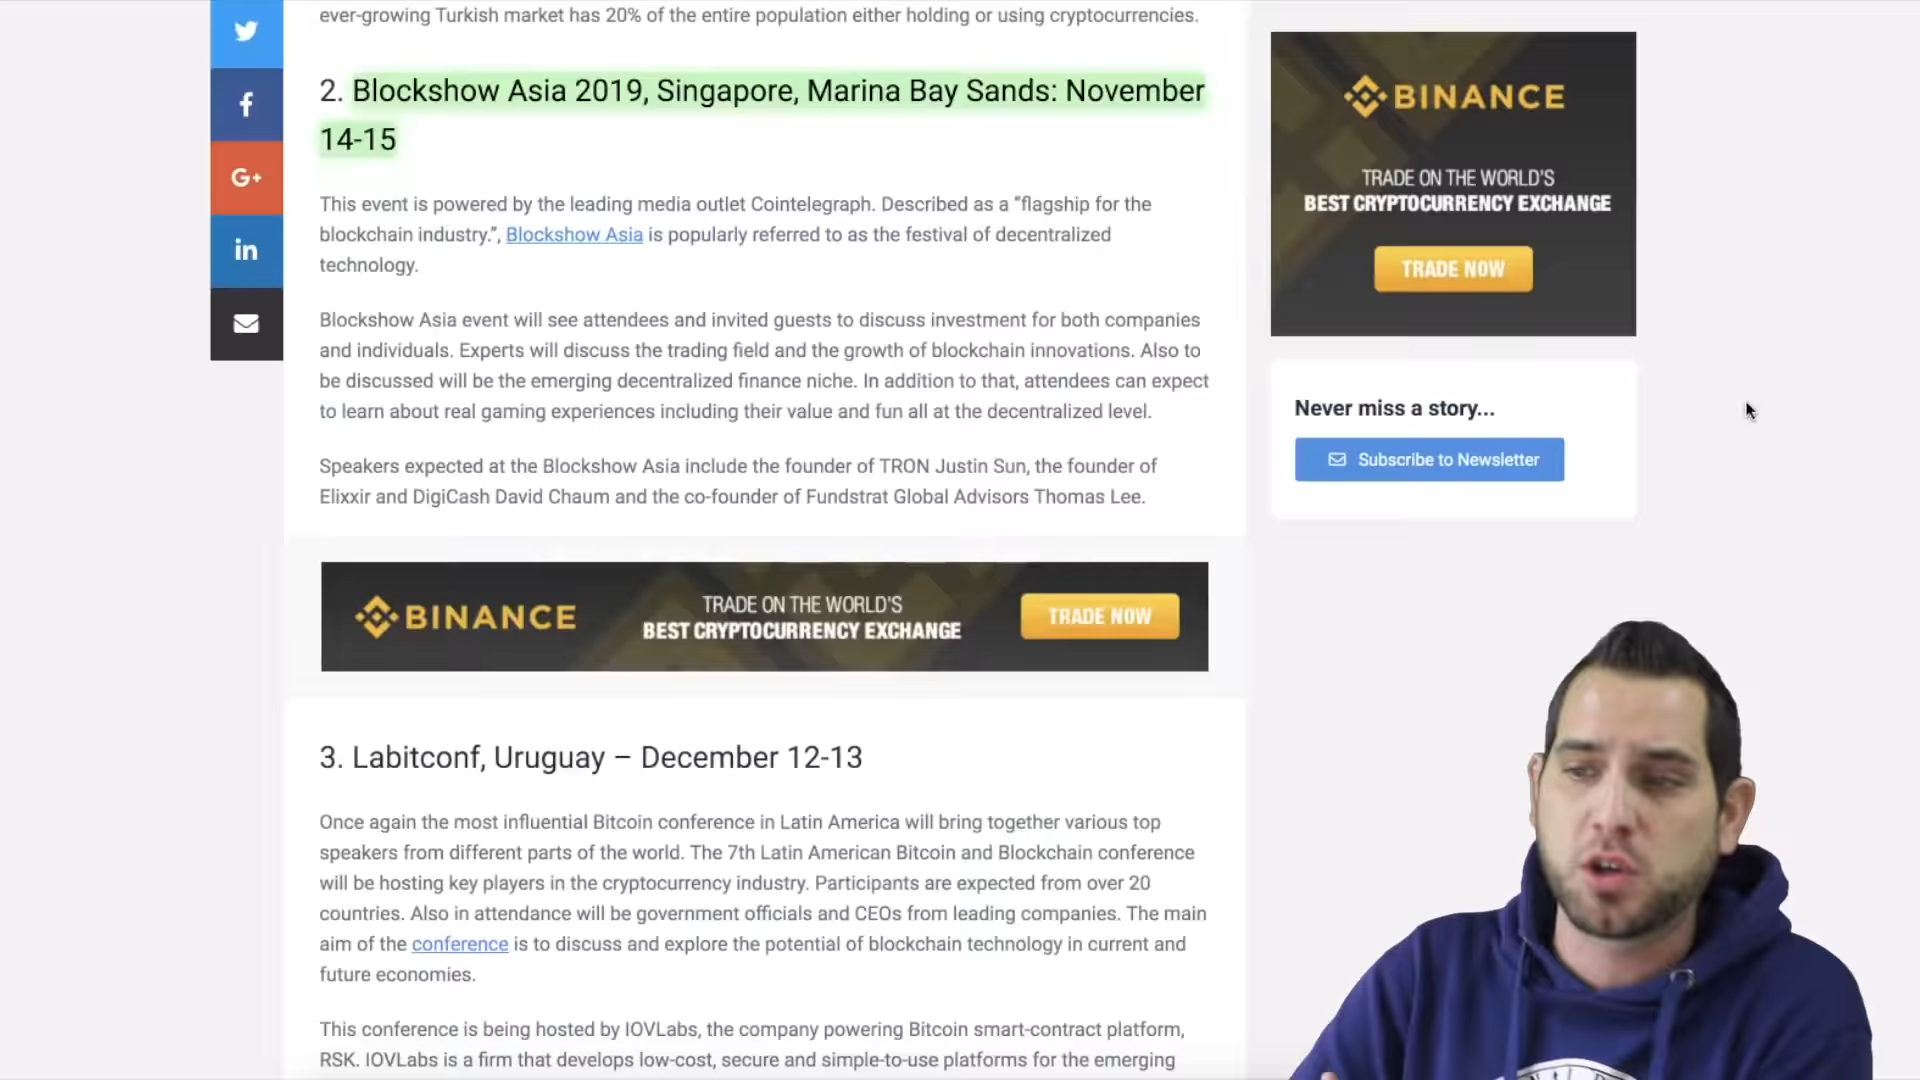 ever-growing Turkish market has 20% of the entire population either holding or using cryptocurrencies.
2. Blockshow Asia 2019, Singapore, Marina Bay Sands: November
14-15
This event is powered by the leading media outlet Cointelegraph. Described as a “flagship for the
blockchain industry.”, Blockshow Asia is popularly referred to as the festival of decentralized
technology.
Blockshow Asia event will see attendees and invited guests to discuss investment for both companies
and individuals. Experts will discuss the trading field and the growth of blockchain innovations. Also to
be discussed will be the emerging decentralized finance niche. In addition to that, attendees can expect
to learn about real gaming experiences including their value and fun all at the decentralized level.
Speakers expected at the Blockshow Asia include the founder of TRON Justin Sun, the founder of
Elixxir and DigiCash David Chaum and the co-founder of Fundstrat Global Advisors Thomas Lee.
BINANCE
TRADE ON THE WORLD'S
BEST CRYPTOCURRENCY EXCHANGE
TRADE NOW
3. Labitconf, Uruguay – December 12-13
Once again the most influential Bitcoin conference in Latin America will bring together various top
speakers from different parts of the world. The 7th Latin American Bitcoin and Blockchain conference
will be hosting key players in the cryptocurrency industry. Participants are expected from over 20
countries. Also in attendance will be government officials and CEOs from leading companies. The main
aim of the conference is to discuss and explore the potential of blockchain technology in current and
future economies.
This conference is being hosted by IOVLabs, the company powering Bitcoin smart-contract platform,
RSK. IOVLabs is a firm that develops low-cost, secure and simple-to-use platforms for the emerging
BINANCE
TRADE ON THE WORLD'S
BEST CRYPTOCURRENCY EXCHANGE
TRADE NOW
Never miss a story...
Subscribe to Newsletter
G+
in
f